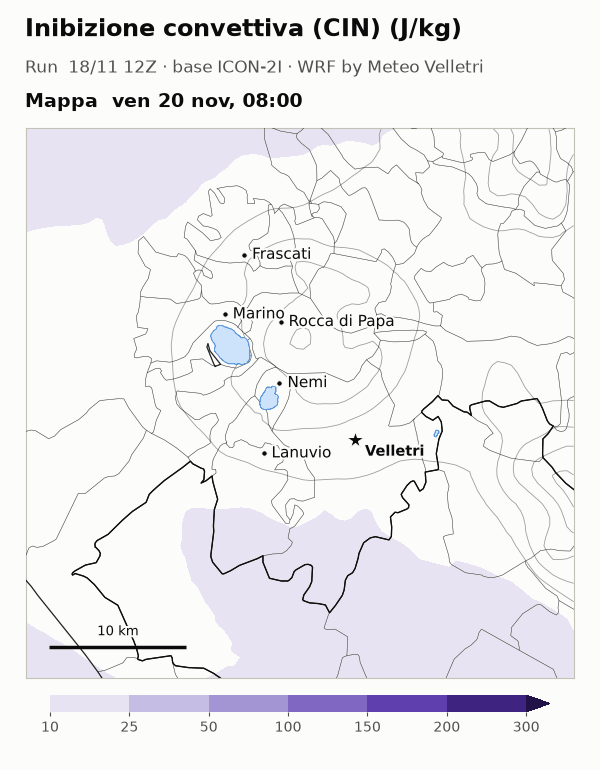 Inibizione convettiva (CIN) (J/kg)
Run  18/11 12Z · base ICON-2I · WRF by Meteo Velletri
Mappa  ven 20 nov, 08:00
Frascati
Marino
Rocca di Papa
Nemi
Velletri
Lanuvio
10 km
10 25 50 100 150 200 300